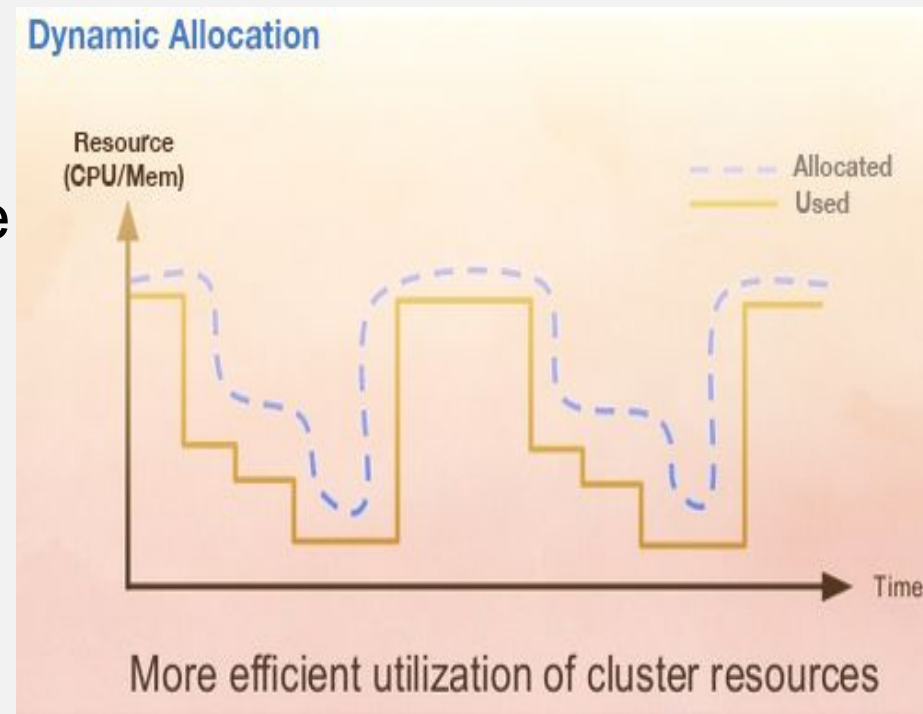 Dynamic Allocation
Resource
(CPU/Mem)
Allocated
Used
e
Time
More efficient utilization of cluster resources